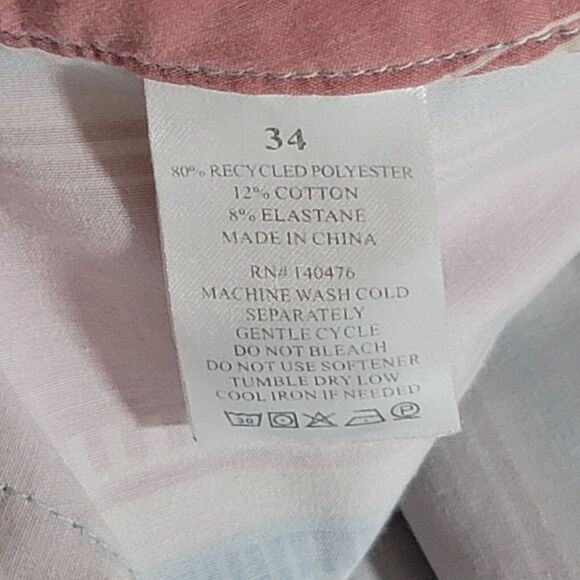 34
80% RECYCLED POLYESTER
12% COTTON
8% ELASTANE
MADE IN CHINA
RN# 140476
MACHINE WASH COLD
SEPARATELY
GENTLE CYCLE
DO NOT BLEACH
DO NOT USE SOFTENER
TUMBLE DRY LOW
COOL IRON IF NEEDED
30 P